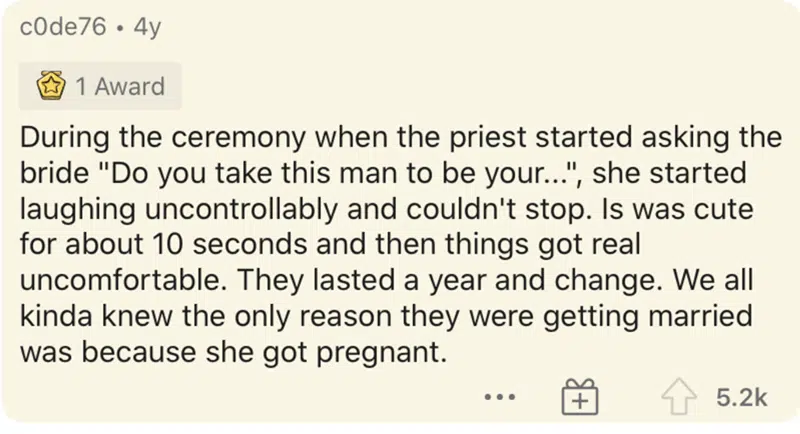 c0de76 • 4y
1 Award
During the ceremony when the priest started asking the
bride "Do you take this man to be your...", she started
laughing uncontrollably and couldn't stop. Is was cute
for about 10 seconds and then things got real
uncomfortable. They lasted a year and change. We all
kinda knew the only reason they were getting married
was because she got pregnant.
5.2k